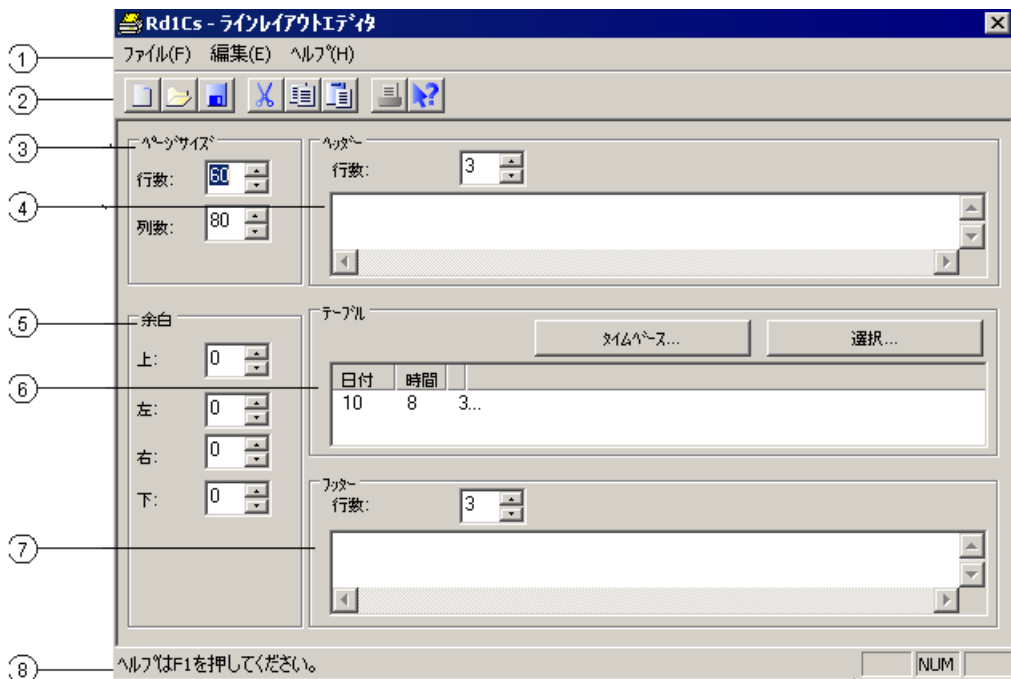 Rd1Cs - ﾗｲﾝﾚｲｱｳﾄｴﾃﾞｨﾀ
① ﾌｧｲﾙ(F) 編集(E) ﾍﾙﾌﾟ(H)
②
③ ﾍﾟｰｼﾞｻｲｽﾞ
行数: 60
列数: 80
④ ﾍｯﾀﾞｰ
行数: 3
⑤ 余白
上: 0
左: 0
右: 0
下: 0
⑥ ﾃｰﾌﾞﾙ
ﾀｲﾑﾍﾞｰｽ... 選択...
日付 時間
10 8 3...
⑦ ﾌｯﾀｰ
行数: 3
⑧ ﾍﾙﾌﾟはF1を押してください。 NUM